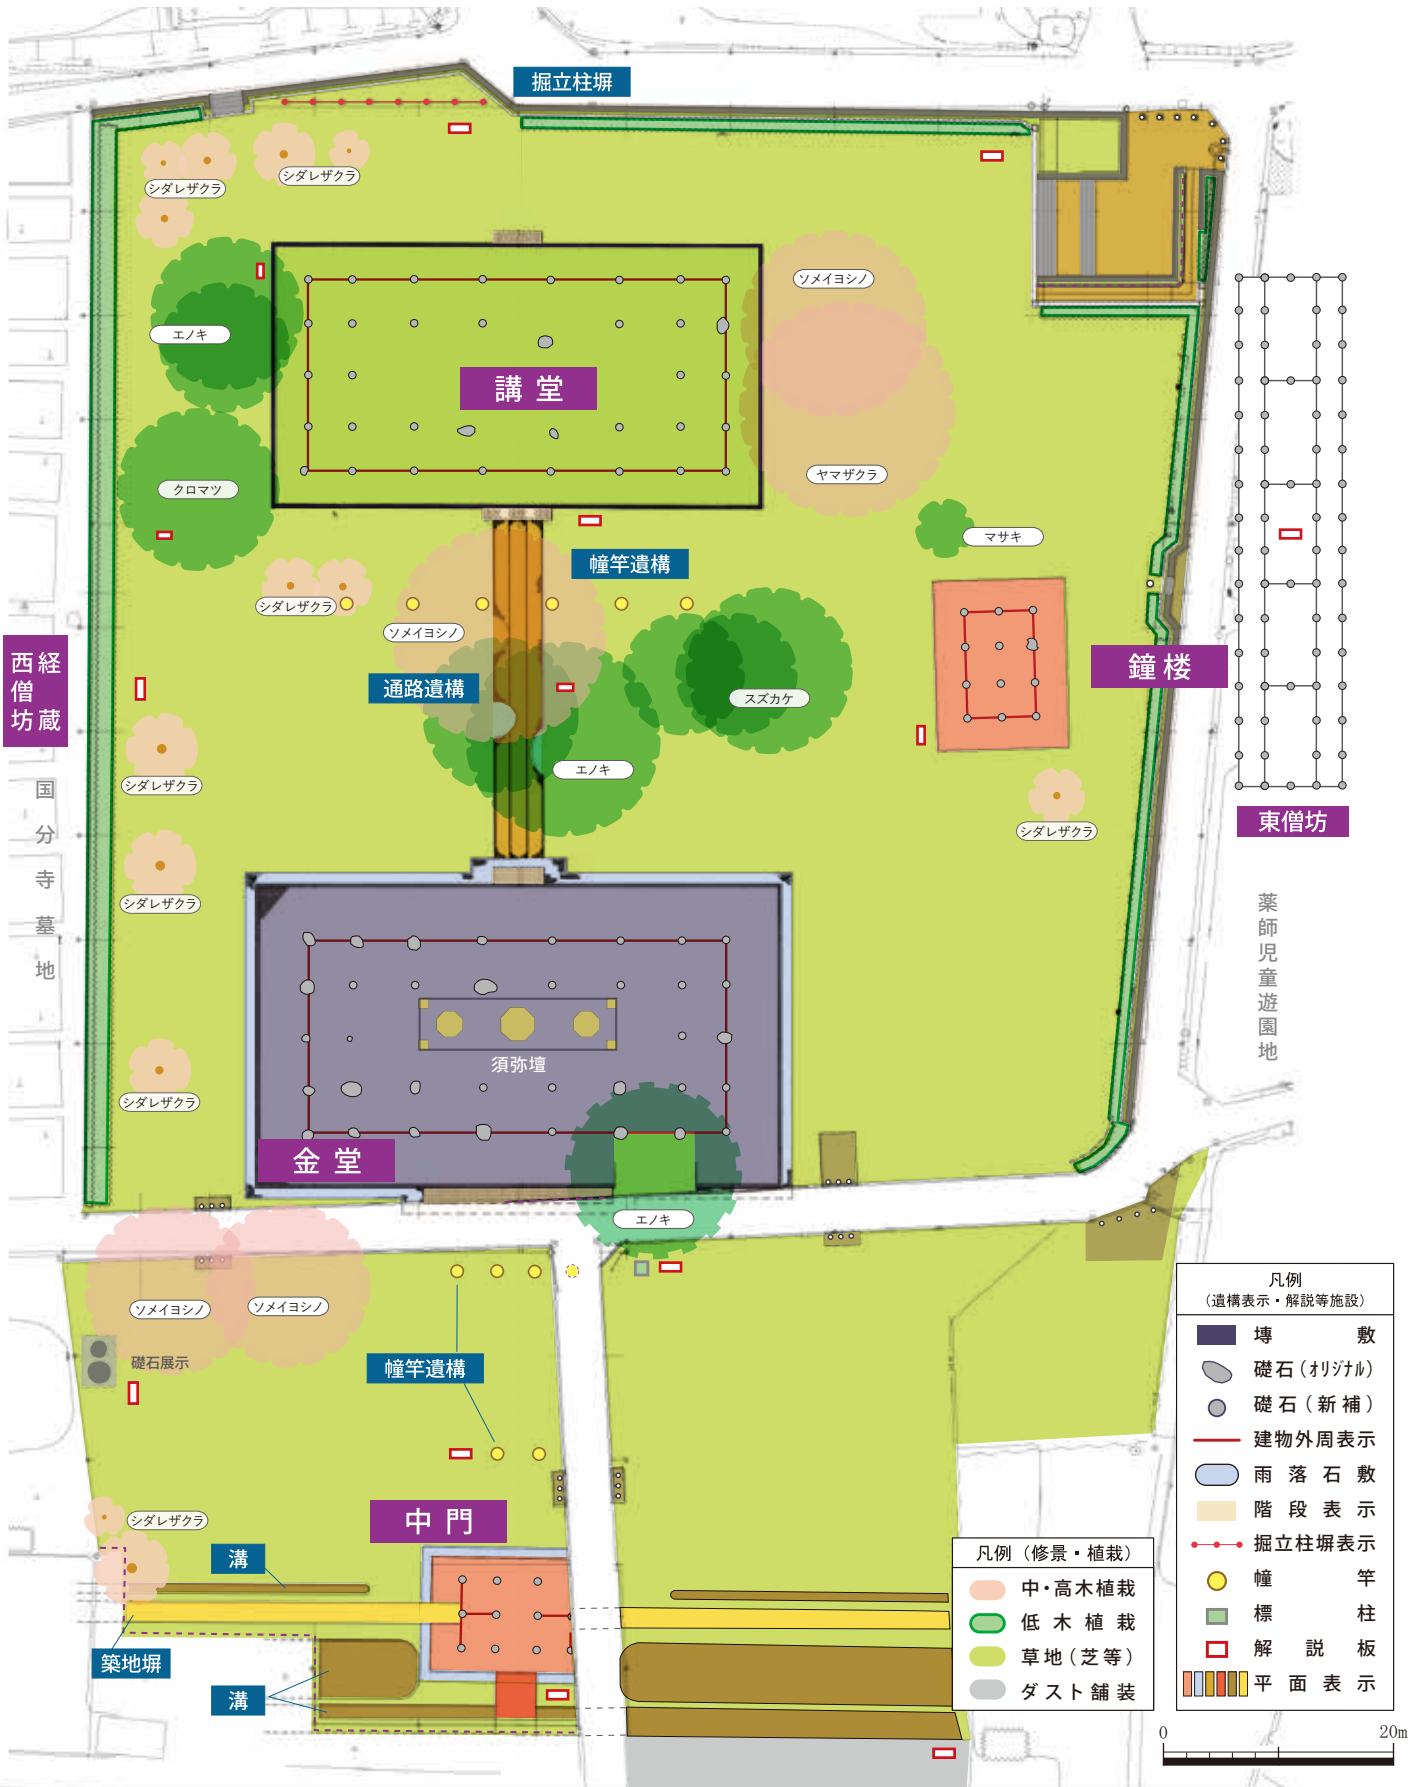 掘立柱塀
シダレザクラ
シダレザクラ
ソメイヨシノ
エノキ
講堂
クロマツ
ヤマザクラ
マサキ
幢竿遺構
シダレザクラ
ソメイヨシノ
経蔵
西僧坊
鐘楼
通路遺構
スズカケ
エノキ
シダレザクラ
国分寺墓地
シダレザクラ
東僧坊
シダレザクラ
薬師児童遊園地
須弥壇
シダレザクラ
金堂
エノキ
ソメイヨシノ
ソメイヨシノ
礎石展示
幢竿遺構
シダレザクラ
中門
溝
築地塀
溝
凡例
(遺構表示・解説等施設)
塼敷
礎石(オリジナル)
礎石(新補)
建物外周表示
雨落石敷
階段表示
掘立柱塀表示
幢竿
標柱
解説板
平面表示
凡例(修景・植栽)
中・高木植栽
低木植栽
草地(芝等)
ダスト舗装
0 20m